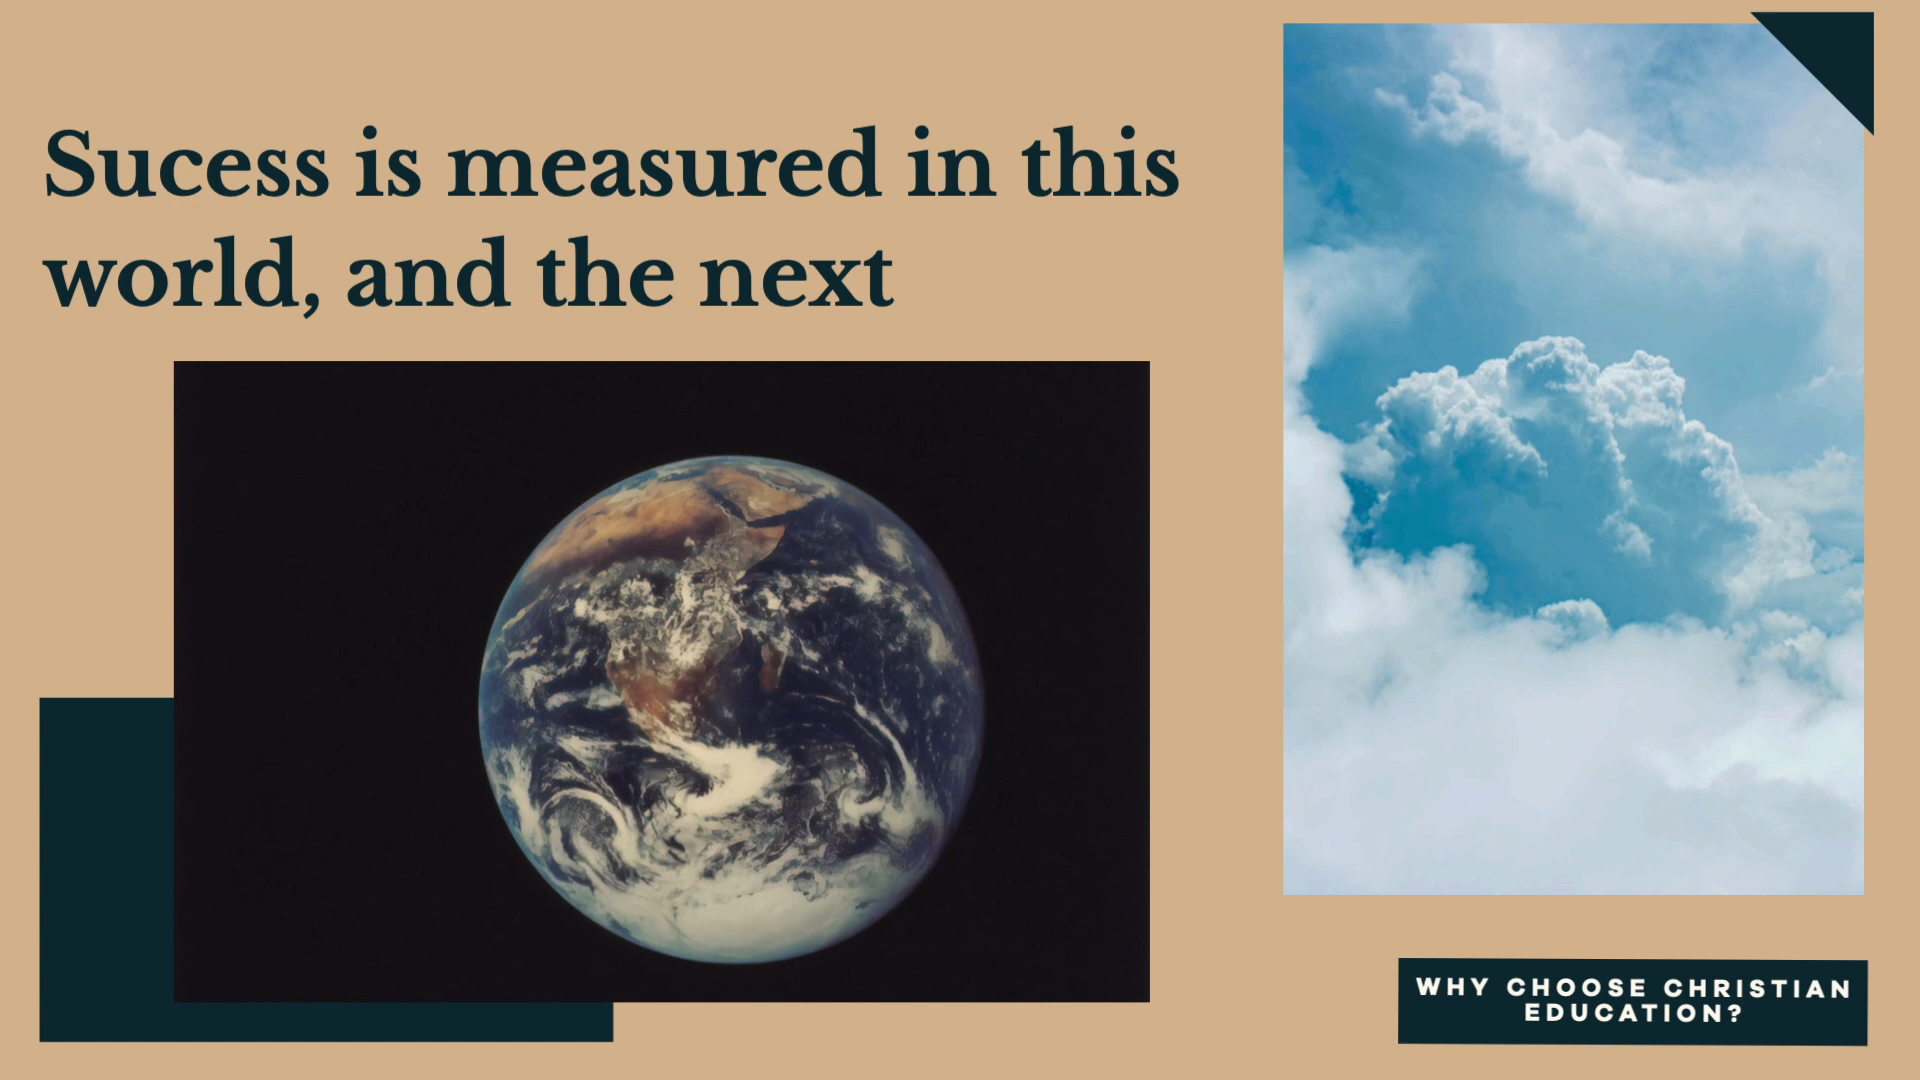 Sucess is measured in this
world, and the next
WHY CHOOSE CHRISTIAN
EDUCATION?